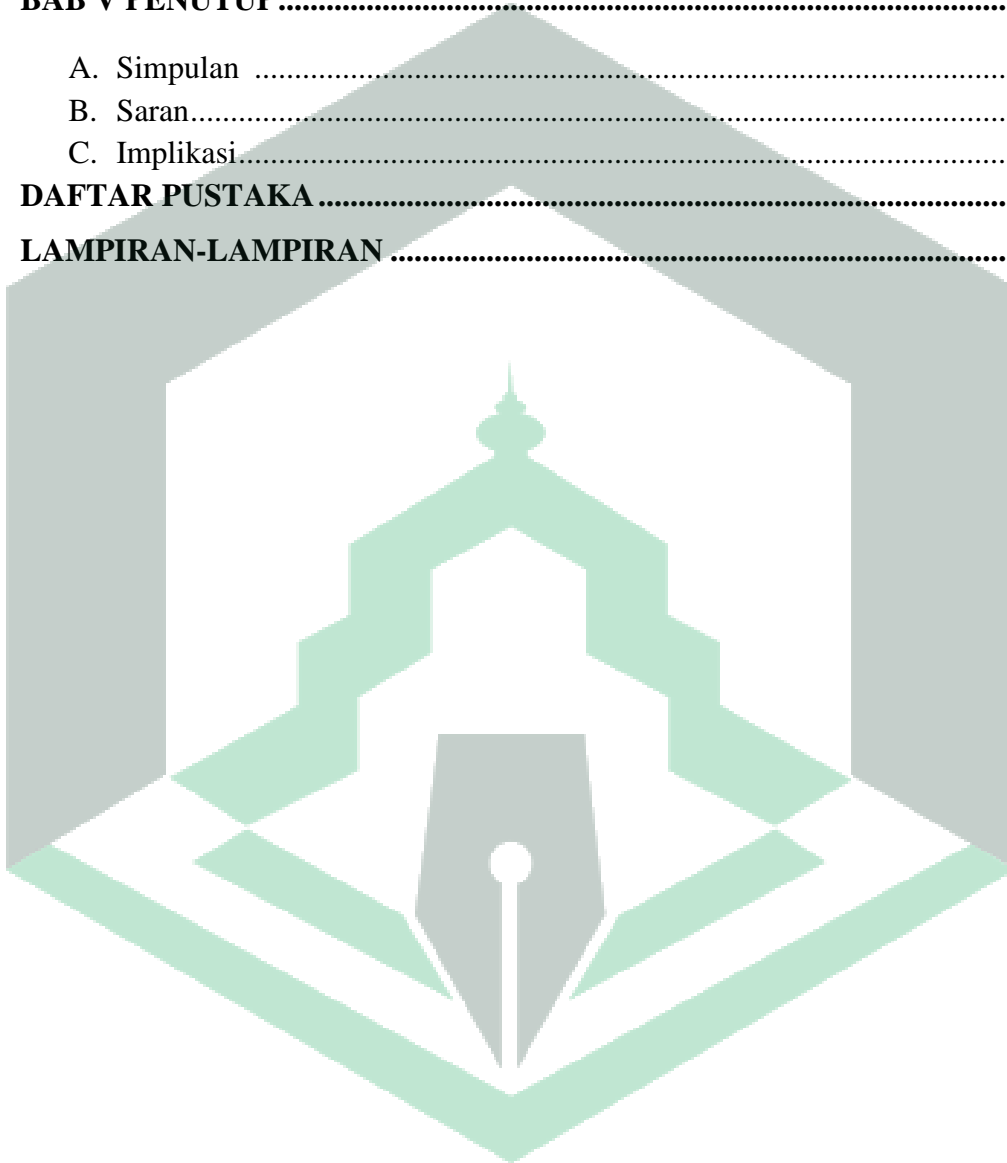 BAB V PENUTUP........................................................................................
A. Simpulan ........................................................................................
B. Saran........................................................................................
C. Implikasi........................................................................................
DAFTAR PUSTAKA........................................................................................
LAMPIRAN-LAMPIRAN ........................................................................................